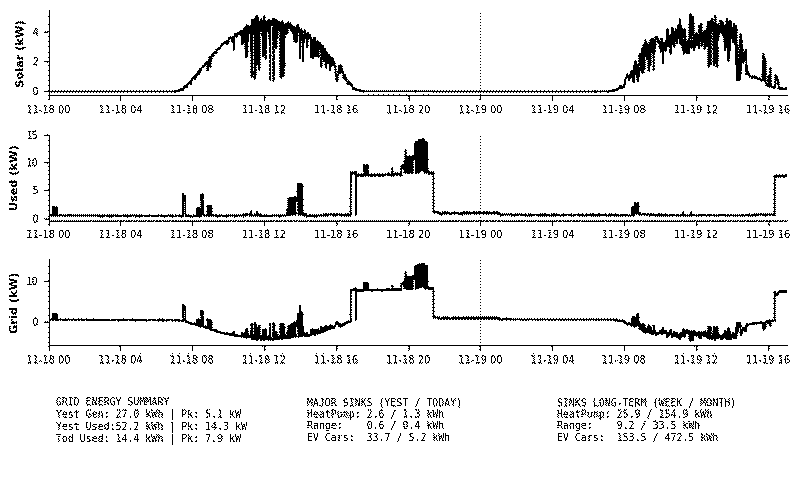 Solar (kW)
4
2
0
11-18 00 11-18 04 11-18 08 11-18 12 11-18 16 11-18 20 11-19 00 11-19 04 11-19 08 11-19 12 11-19 16
Used (kW)
15
10
5
0
11-18 00 11-18 04 11-18 08 11-18 12 11-18 16 11-18 20 11-19 00 11-19 04 11-19 08 11-19 12 11-19 16
Grid (kW)
10
0
11-18 00 11-18 04 11-18 08 11-18 12 11-18 16 11-18 20 11-19 00 11-19 04 11-19 08 11-19 12 11-19 16
GRID ENERGY SUMMARY
Yest Gen: 27.0 kWh | Pk: 5.1 kW
Yest Used:52.2 kWh | Pk: 14.3 kW
Tod Used: 14.4 kWh | Pk: 7.9 kW
MAJOR SINKS (YEST / TODAY)
HeatPump: 2.6 / 1.3 kWh
Range: 0.6 / 0.4 kWh
EV Cars: 33.7 / 5.2 kWh
SINKS LONG-TERM (WEEK / MONTH)
HeatPump: 25.9 / 154.9 kWh
Range: 9.2 / 33.5 kWh
EV Cars: 153.5 / 472.5 kWh